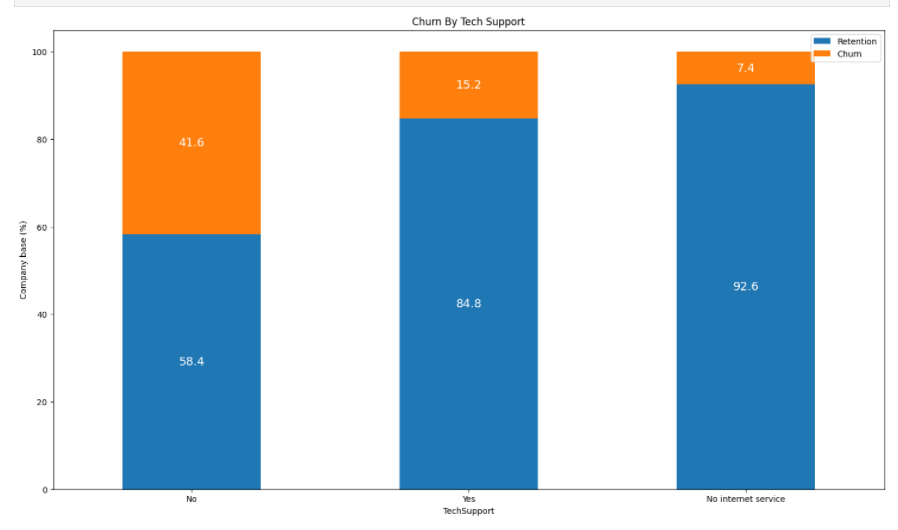 Churn By Tech Support
Retention
Churn
Company base (%)
100
80
60
40
20
0
41.6
58.4
15.2
84.8
7.4
92.6
No
Yes
No internet service
TechSupport